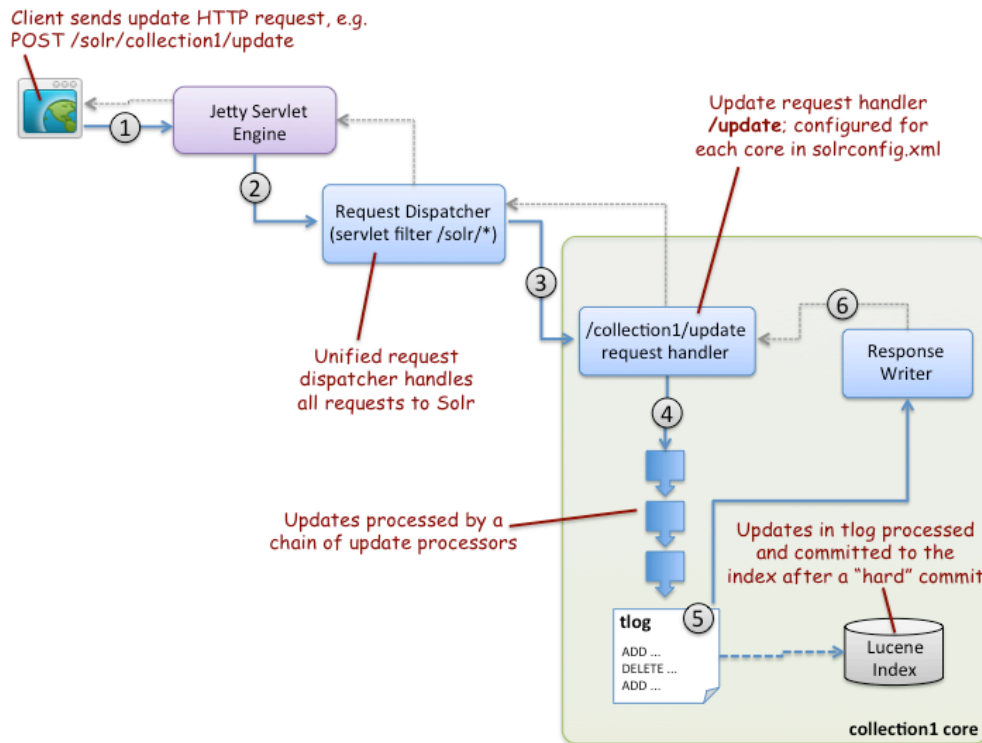 Client sends update HTTP request, e.g.
POST /solr/collection1/update
1
Jetty Servlet
Engine
Update request handler
/update; configured for
each core in solrconfig.xml
2
Request Dispatcher
(servlet filter /solr/*)
3
Unified request
dispatcher handles
all requests to Solr
/collection1/update
request handler
6
Response
Writer
4
Updates processed by a
chain of update processors
Updates in tlog processed
and committed to the
index after a “hard” commit
5
tlog
ADD ...
DELETE ...
ADD ...
Lucene
Index
collection1 core